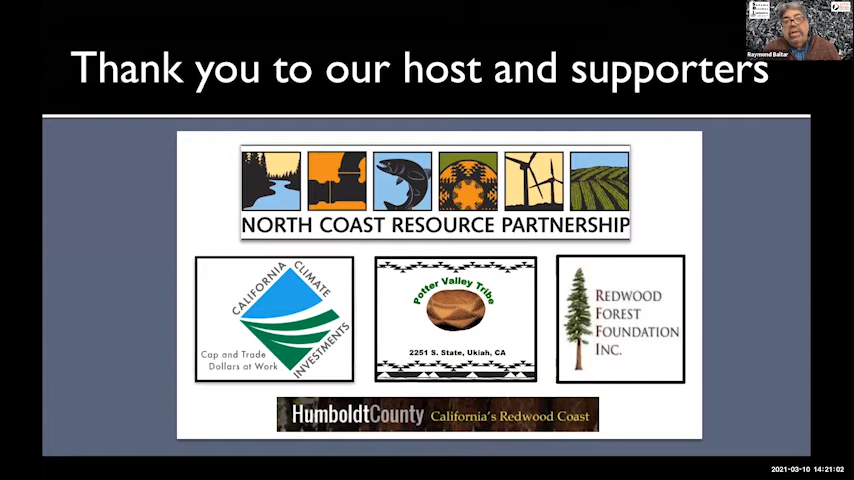 Thank you to our host and supporters
Raymond Baltar
NORTH COAST RESOURCE PARTNERSHIP
CALIFORNIA CLIMATE INVESTMENTS
Cap and Trade
Dollars at Work
Potter Valley Tribe
2251 S. State, Ukiah, CA
REDWOOD
FOREST
FOUNDATION
INC.
HumboldtCounty California's Redwood Coast
2021-03-10 14:21:02